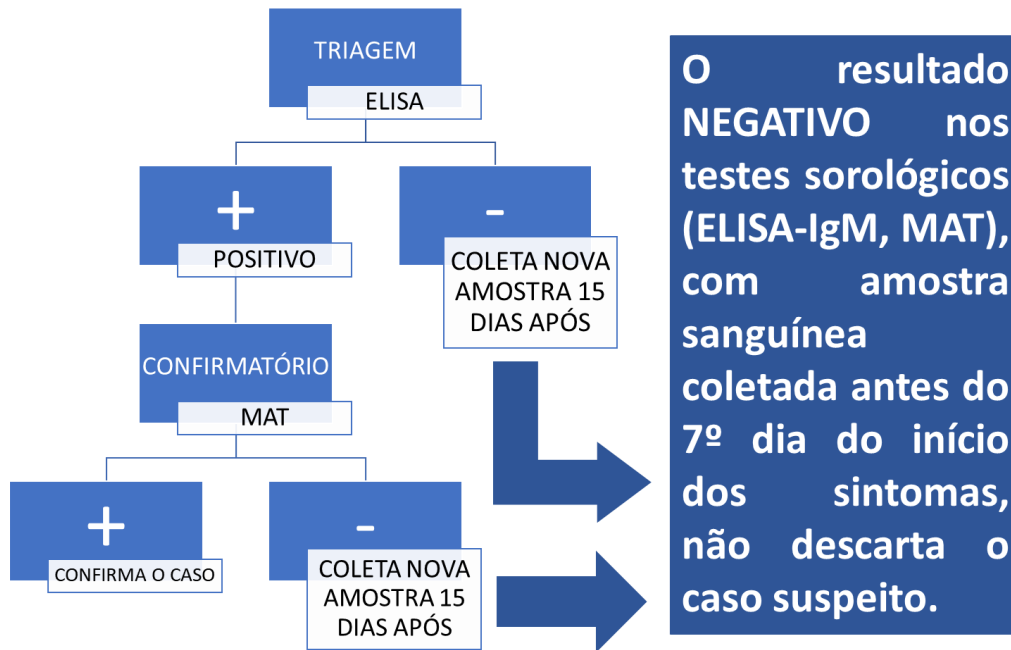 TRIAGEM
ELISA
+
POSITIVO
-
COLETA NOVA
AMOSTRA 15
DIAS APÓS
CONFIRMATÓRIO
MAT
+
CONFIRMA O CASO
-
COLETA NOVA
AMOSTRA 15
DIAS APÓS
O resultado
NEGATIVO nos
testes sorológicos
(ELISA-IgM, MAT),
com amostra
sanguínea
coletada antes do
7º dia do início
dos sintomas,
não descarta o
caso suspeito.